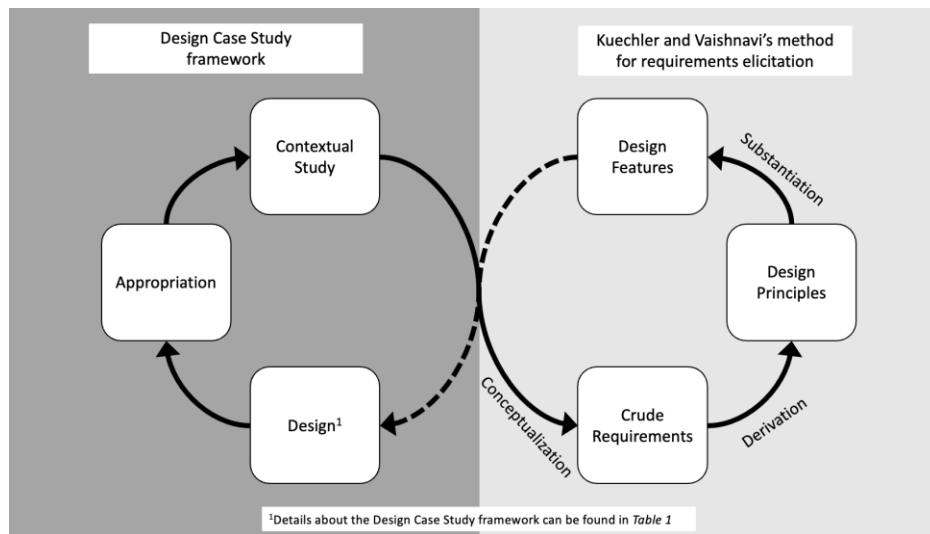 Design Case Study
framework
Kuechler and Vaishnavi's method
for requirements elicitation
Contextual
Study
Design
Features
Substantiation
Appropriation
Design
Principles
Design¹
Conceptualization
Crude
Requirements
Derivation
¹Details about the Design Case Study framework can be found in Table 1